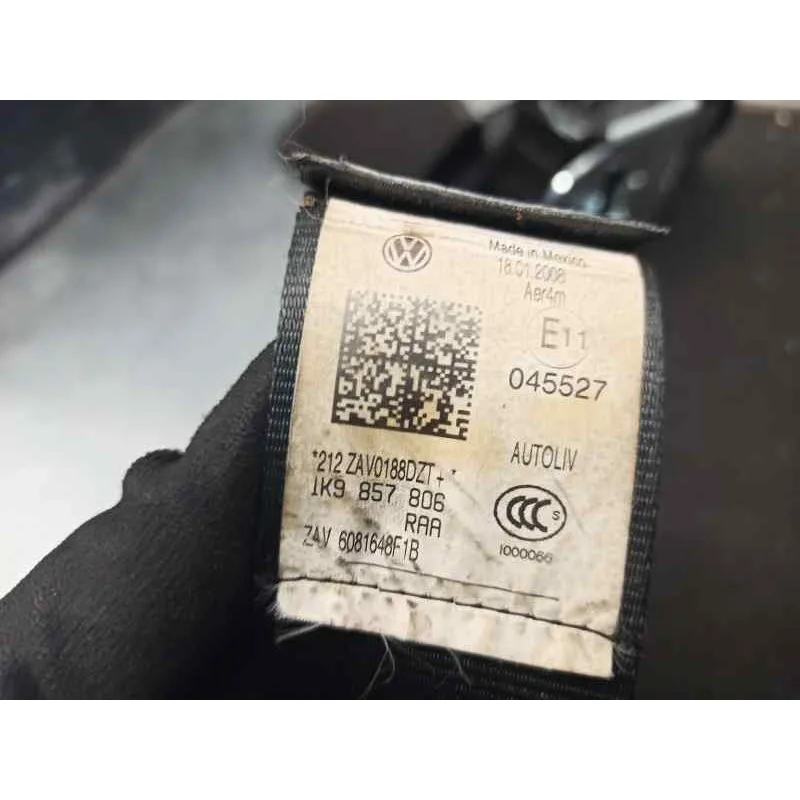 Made in Mexico
18.01.2008
Aer4m
E11
045527
*212 ZAV0188DZT+*
1K9 857 806
RAA
ZAV 6081648F1B
AUTOLIV
CCC S
1000066